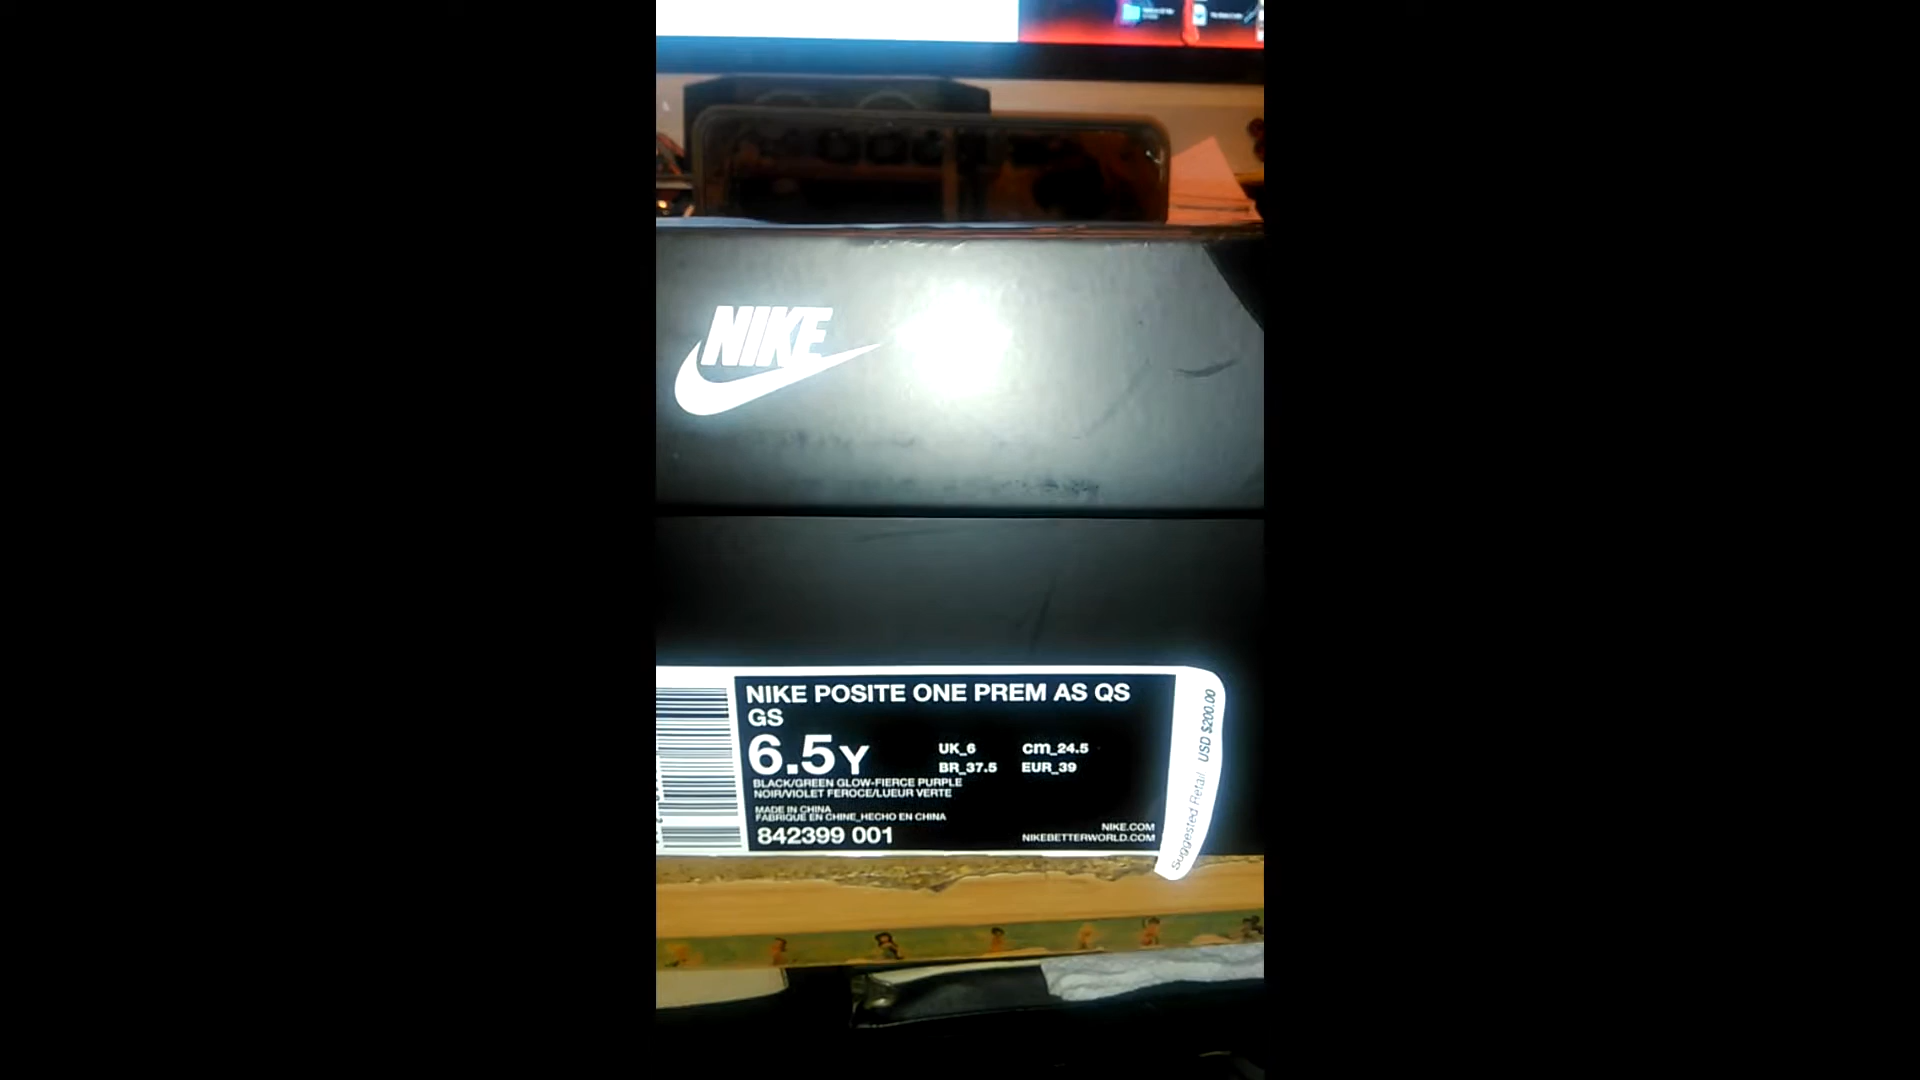 NIKE
NIKE POSITE ONE PREM AS QS
GS
6.5Y
UK_6 cm_24.5
BR_37.5 EUR_39
BLACK/GREEN GLOW-FIERCE PURPLE
NOIR/VIOLET FEROCE/LUEUR VERTE
MADE IN CHINA
FABRIQUE EN CHINE_HECHO EN CHINA
842399 001
NIKE.COM
NIKEBETTERWORLD.COM
Suggested Retail USD $200.00